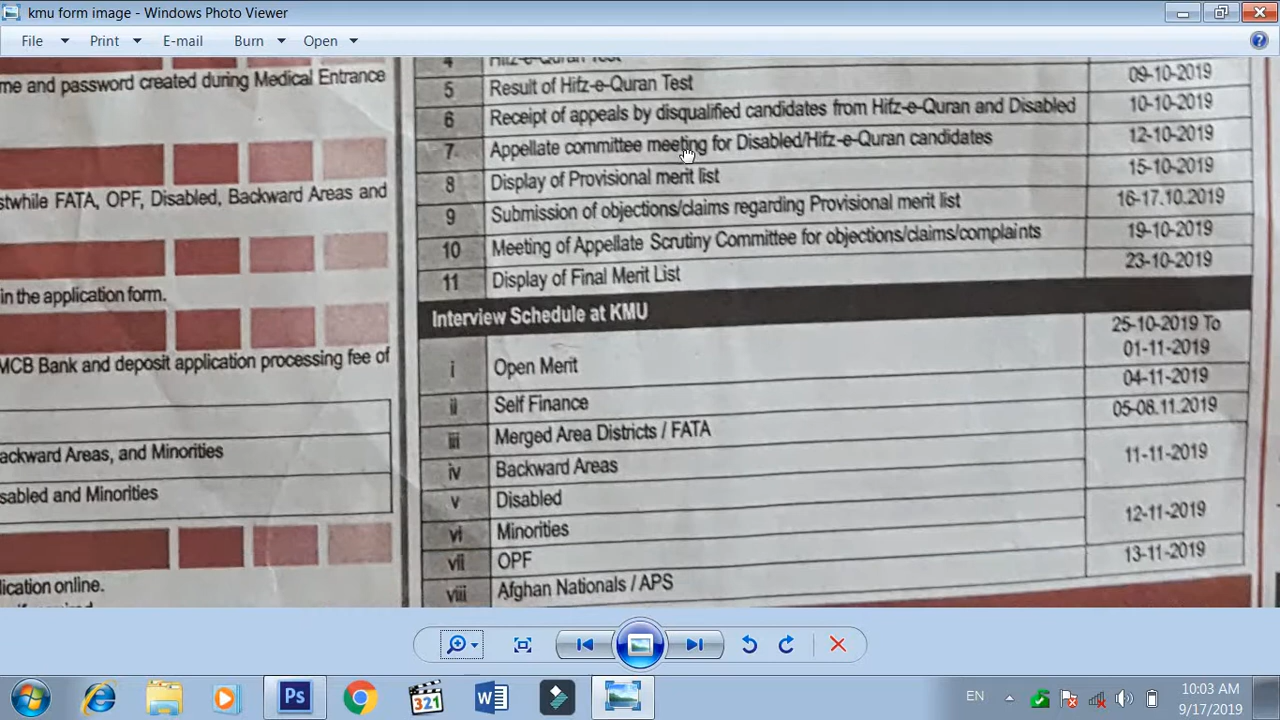 kmu form image - Windows Photo Viewer
File Print E-mail Burn Open
me and password created during Medical Entrance
stwhile FATA, OPF, Disabled, Backward Areas and
in the application form.
MCB Bank and deposit application processing fee of
ackward Areas, and Minorities
sabled and Minorities
lication online.
4 Hifz-e-Quran Test
5 Result of Hifz-e-Quran Test 09-10-2019
6 Receipt of appeals by disqualified candidates from Hifz-e-Quran and Disabled 10-10-2019
7 Appellate committee meeting for Disabled/Hifz-e-Quran candidates 12-10-2019
8 Display of Provisional merit list 15-10-2019
9 Submission of objections/claims regarding Provisional merit list 16-17.10.2019
10 Meeting of Appellate Scrutiny Committee for objections/claims/complaints 19-10-2019
11 Display of Final Merit List 23-10-2019
Interview Schedule at KMU
i Open Merit 25-10-2019 To
01-11-2019
ii Self Finance 04-11-2019
iii Merged Area Districts / FATA 05-08.11.2019
iv Backward Areas 11-11-2019
v Disabled
vi Minorities 12-11-2019
vii OPF
viii Afghan Nationals / APS 13-11-2019
Ps 321 W EN
10:03 AM
9/17/2019